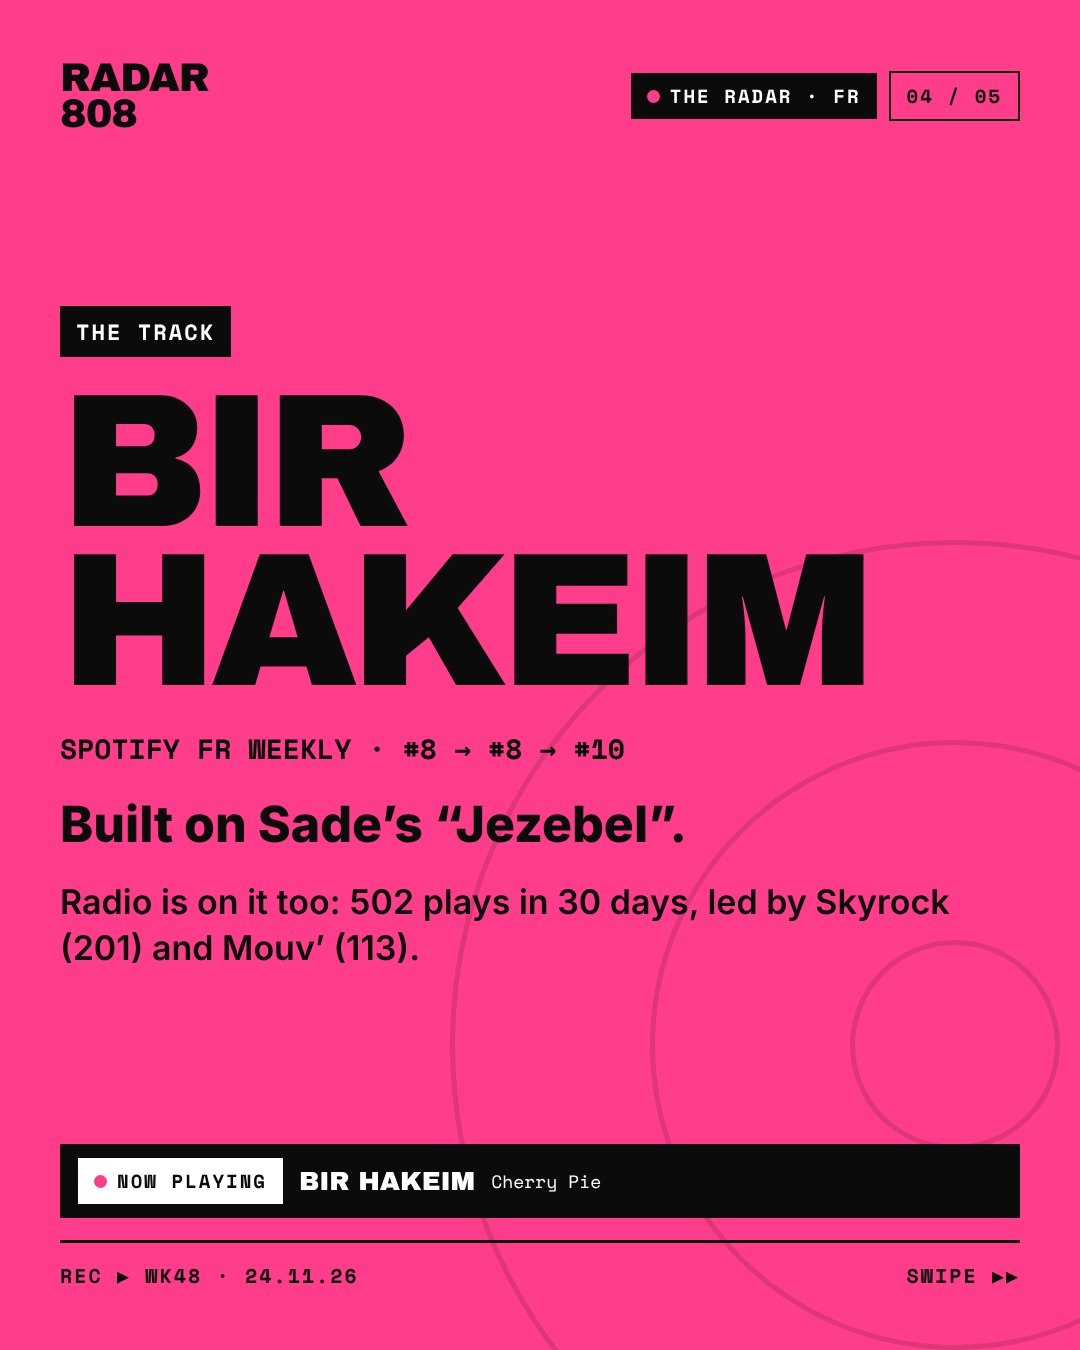 RADAR
808
THE RADAR · FR
04 / 05
THE TRACK
BIR
HAKEIM
SPOTIFY FR WEEKLY · #8 → #8 → #10
Built on Sade’s “Jezebel”.
Radio is on it too: 502 plays in 30 days, led by Skyrock
(201) and Mouv’ (113).
NOW PLAYING BIR HAKEIM Cherry Pie
REC ▶ WK48 · 24.11.26
SWIPE ▶▶